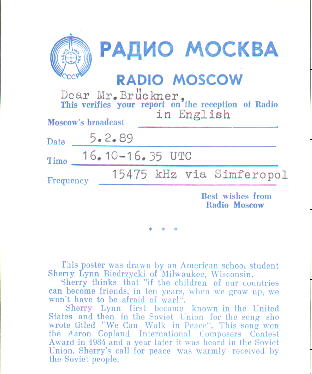 СССР
РАДИО МОСКВА
RADIO MOSCOW
Dear Mr.Brückner,
This verifies your report on the reception of Radio
Moscow's broadcast in English
Date 5.2.89
Time 16.10-16.35 UTC
Frequency 15475 kHz via Simferopol
Best wishes from
Radio Moscow
* * *
This poster was drawn by an American school student
Sherry Lynn Biedrzycki of Milwaukee, Wisconsin.
Sherry thinks that "if the children of our countries
can become friends, in ten years, when we grow up, we
won't have to be afraid of war!".
Sherry Lynn first became known in the United
States and then in the Soviet Union for the song she
wrote titled "We Can Walk in Peace". This song won
the Aaron Copland International Composers Contest
Award in 1984 and a year later it was heard in the Soviet
Union. Sherry's call for peace was warmly received by
the Soviet people.